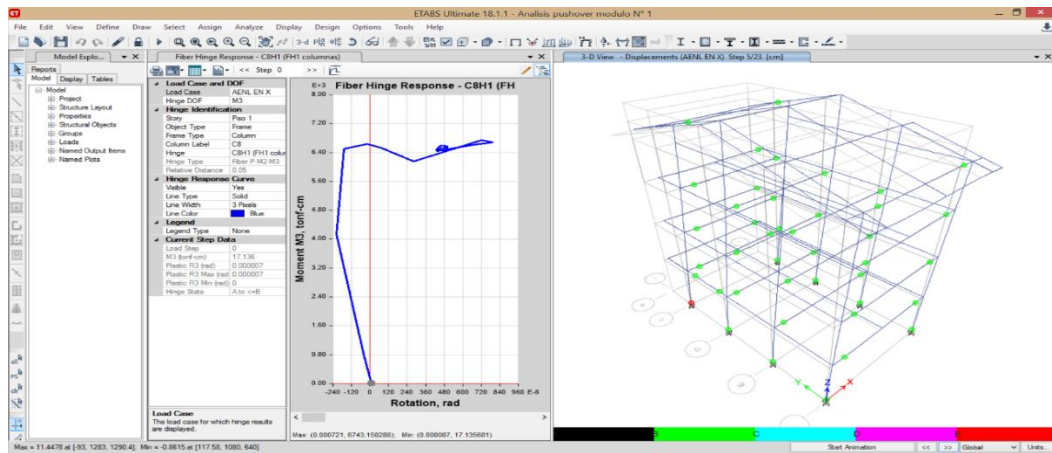 ETABS Ultimate 18.1.1 - Analisis pushover modulo N° 1
File Edit View Define Draw Select Assign Analyze Display Design Options Tools Help
Model Explo...
Fiber Hinge Response - C8H1 (FH1 columnas)
3-D View - Displacements (AENL EN X) Step 5/23 [cm]
Reports
Model Display Tables
Model
Project
Structure Layout
Properties
Structural Objects
Groups
Loads
Named Output Items
Named Plots
<< Step 0 >>
Load Case and DOF
Load Case AENL EN X
Hinge DOF M3
Hinge Identification
Story Piso 1
Object Type Frame
Frame Type Column
Column Label C8
Hinge C8H1 (FH1 colu
Hinge Type Fiber P-M2-M3
Relative Distance 0.05
Hinge Response Curve
Visible Yes
Line Type Solid
Line Width 3 Pixels
Line Color Blue
Legend
Legend Type None
Current Step Data
Load Step 0
M3 (tonf-cm) 17.136
Plastic R3 (rad) 0.000007
Plastic R3 Max (rad 0.000007
Plastic R3 Min (rad) 0
Hinge State A to <=B
Load Case
The load case for which hinge results
are displayed.
Fiber Hinge Response - C8H1 (FH
E+3
8.00
7.20
6.40
5.60
4.80
4.00
3.20
2.40
1.60
0.80
0.00
Moment M3, tonf-cm
-240 -120 0 120 240 360 480 600 720 840 960 E-6
Rotation, rad
Max: (0.000721, 6743.150288); Min: (0.000007, 17.135681)
X
Y
Z
B C D E
Max = 11.4478 at [-93, 1283, 1290.4]; Min = -0.8615 at [117.58, 1080, 640]
Start Animation << >> Global Units...